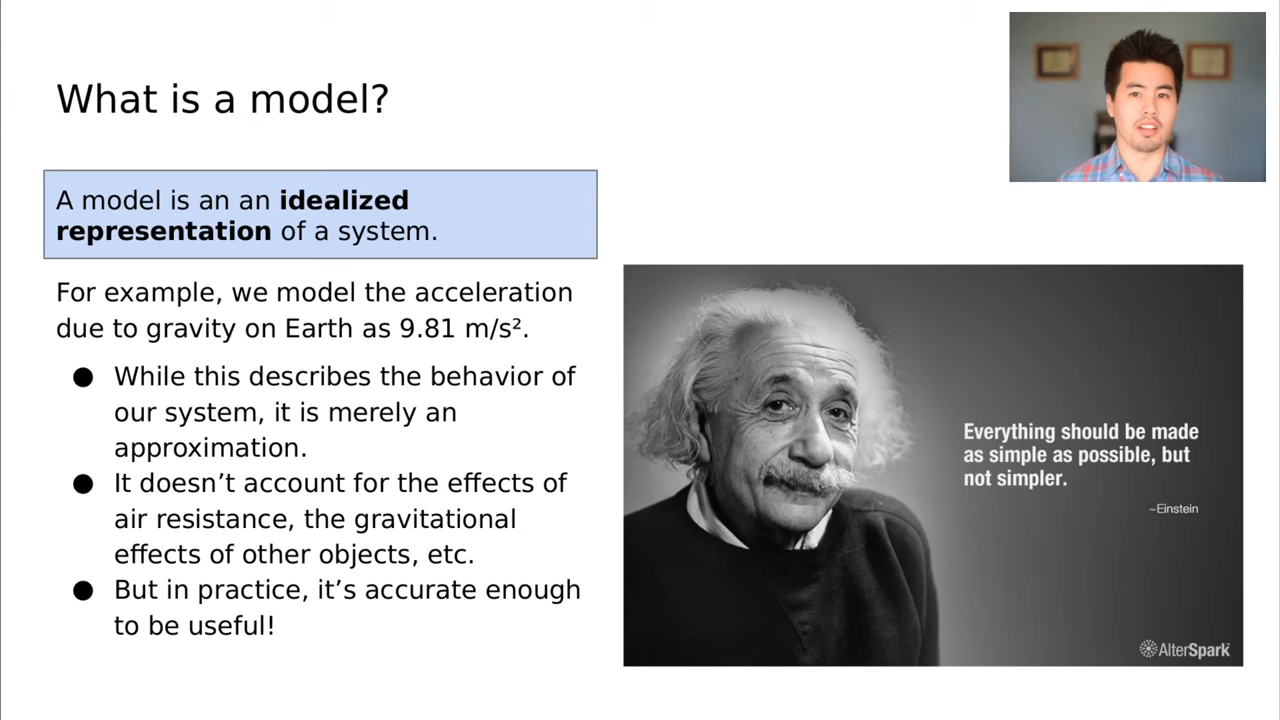 What is a model?
A model is an an idealized
representation of a system.
For example, we model the acceleration
due to gravity on Earth as 9.81 m/s².
● While this describes the behavior of
our system, it is merely an
approximation.
● It doesn’t account for the effects of
air resistance, the gravitational
effects of other objects, etc.
● But in practice, it’s accurate enough
to be useful!
Everything should be made
as simple as possible, but
not simpler.
~Einstein
AlterSpark